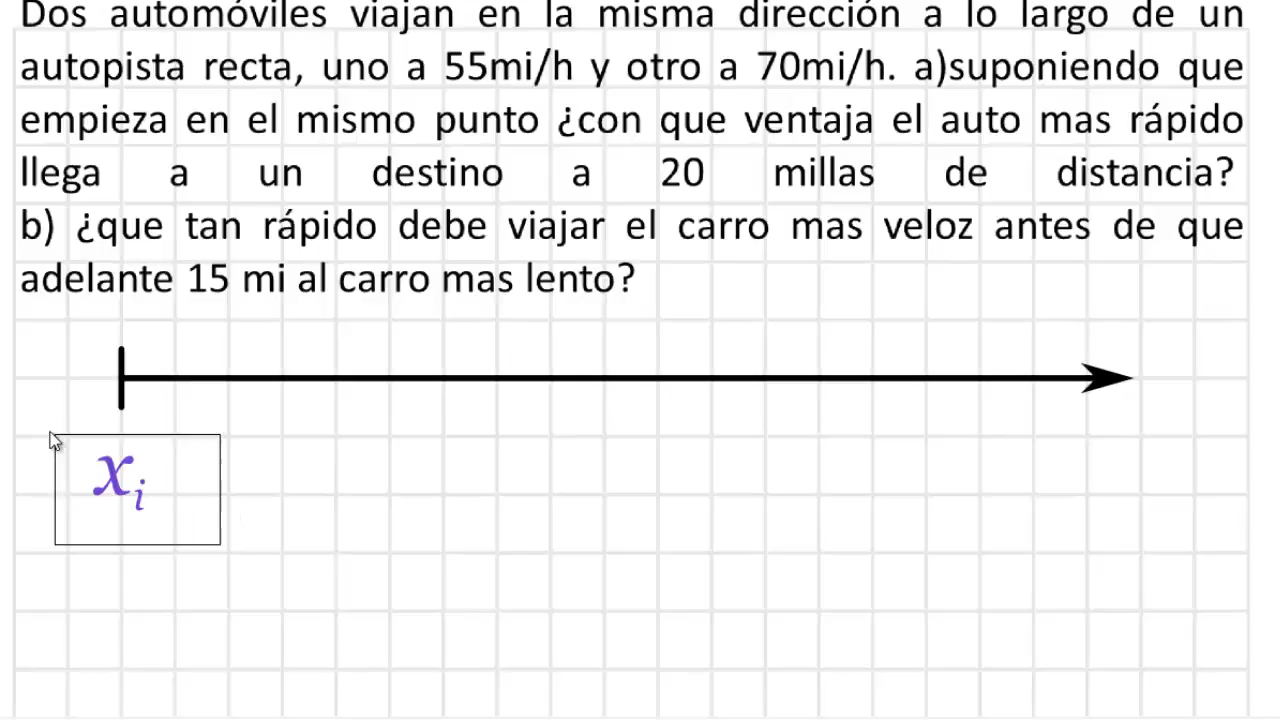 Dos automóviles viajan en la misma dirección a lo largo de un
autopista recta, uno a 55mi/h y otro a 70mi/h. a)suponiendo que
empieza en el mismo punto ¿con que ventaja el auto mas rápido
llega a un destino a 20 millas de distancia?
b) ¿que tan rápido debe viajar el carro mas veloz antes de que
adelante 15 mi al carro mas lento?
xᵢ